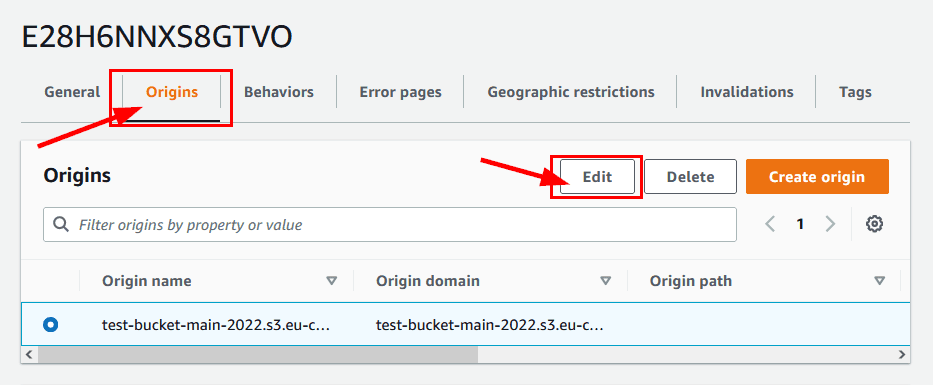 E28H6NNXS8GTVO
General Origins Behaviors Error pages Geographic restrictions Invalidations Tags
Origins Edit Delete Create origin
Filter origins by property or value 1
Origin name Origin domain Origin path
test-bucket-main-2022.s3.eu-c... test-bucket-main-2022.s3.eu-c...